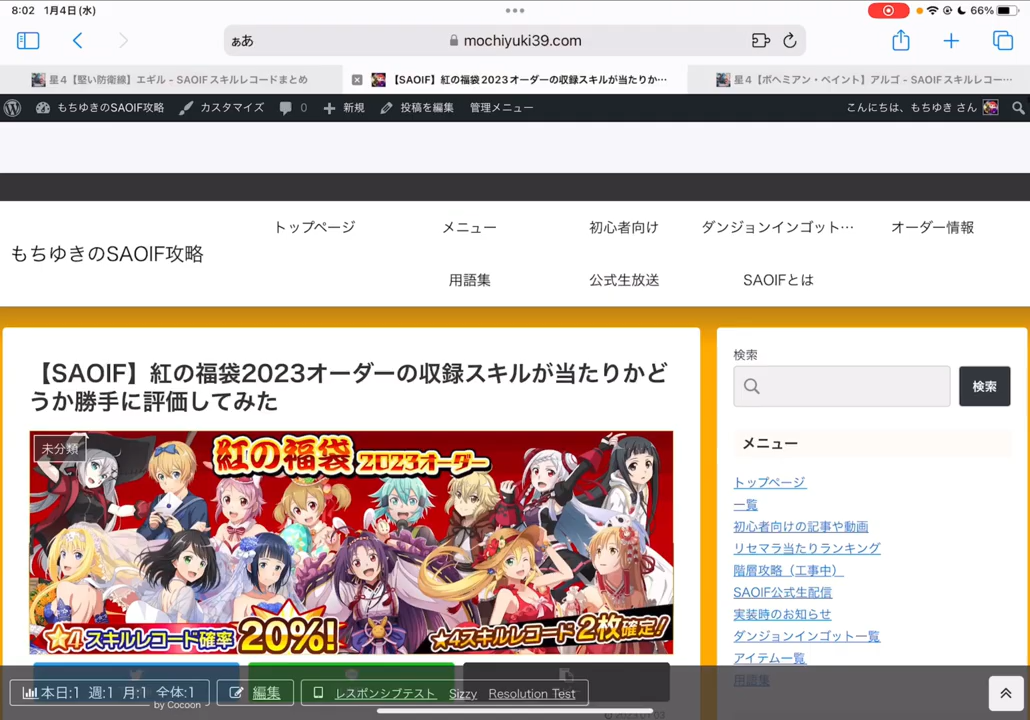 8:02 1月4日(水)
66%
ぁあ
mochiyuki39.com
星4【堅い防衛線】エギル - SAOIFスキルレコードまとめ
【SAOIF】紅の福袋2023オーダーの収録スキルが当たりか…
星4【ボヘミアン・ペイント】アルゴ - SAOIFスキルレコー…
もちゆきのSAOIF攻略 カスタマイズ 0 新規 投稿を編集 管理メニュー
こんにちは、もちゆき さん
トップページ
メニュー
初心者向け
ダンジョンインゴット…
オーダー情報
もちゆきのSAOIF攻略
用語集
公式生放送
SAOIFとは
【SAOIF】紅の福袋2023オーダーの収録スキルが当たりかど
うか勝手に評価してみた
未分類
紅の福袋2023オーダー
★4スキルレコード確率20%!
★4スキルレコード2枚確定!
検索
検索
メニュー
トップページ
一覧
初心者向けの記事や動画
リセマラ当たりランキング
階層攻略（工事中）
SAOIF公式生配信
実装時のお知らせ
ダンジョンインゴット一覧
アイテム一覧
用語集
本日:1 週:1 月:1 全体:1
by Cocoon
編集
レスポンシブテスト Sizzy Resolution Test